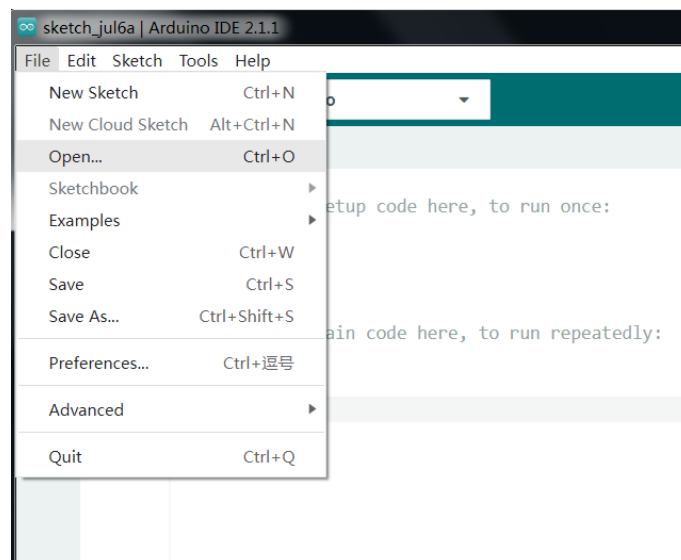 sketch_jul6a | Arduino IDE 2.1.1
File Edit Sketch Tools Help
New Sketch Ctrl+N
New Cloud Sketch Alt+Ctrl+N
Open... Ctrl+O
Sketchbook
etup code here, to run once:
Examples
Close Ctrl+W
Save Ctrl+S
Save As... Ctrl+Shift+S
ain code here, to run repeatedly:
Preferences... Ctrl+逗号
Advanced
Quit Ctrl+Q